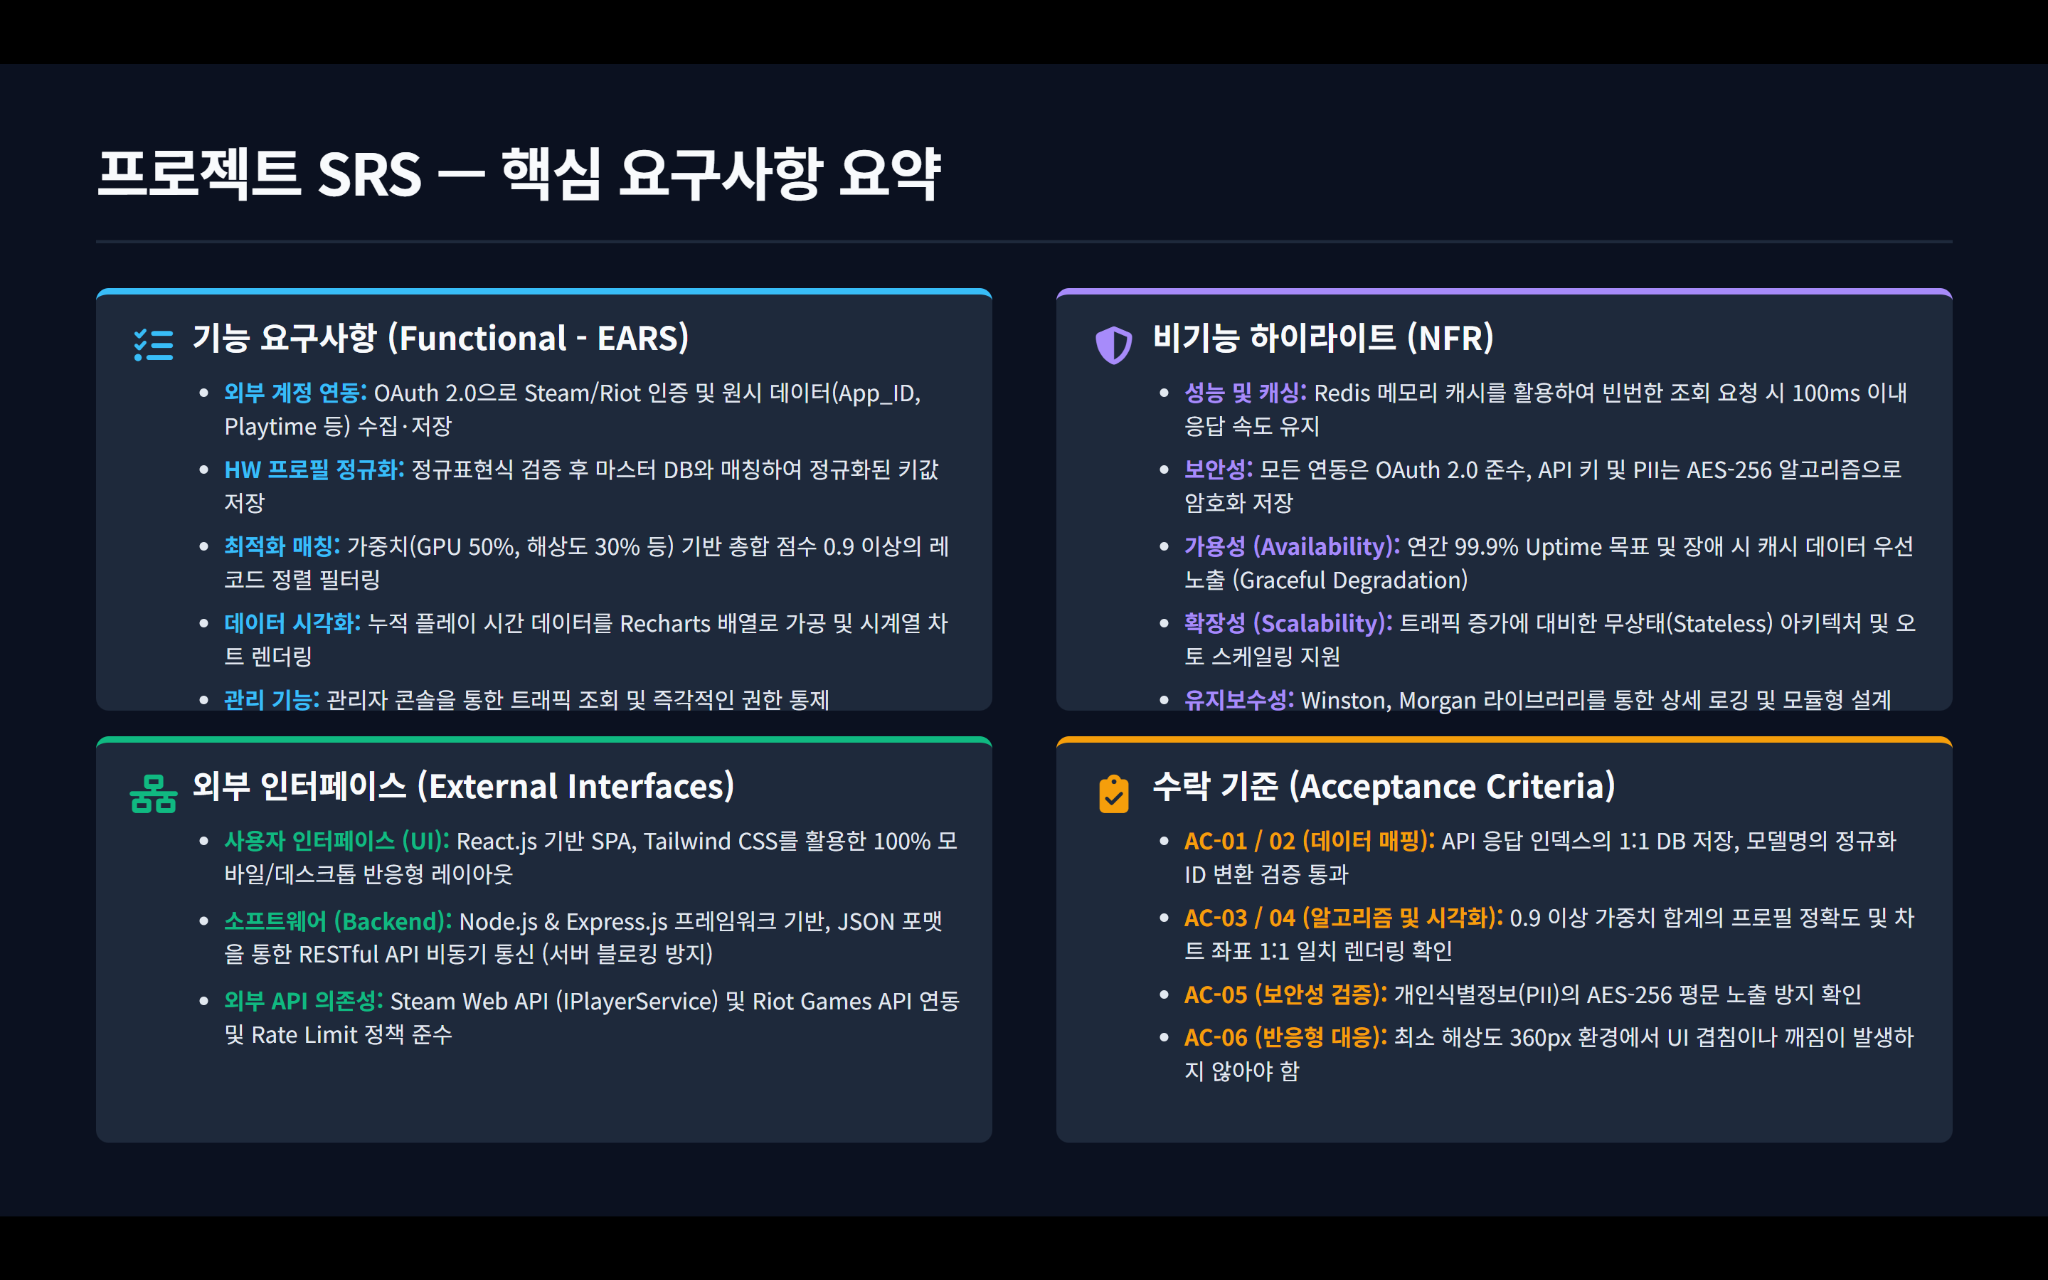 프로젝트 SRS — 핵심 요구사항 요약
기능 요구사항 (Functional - EARS)
• 외부 계정 연동: OAuth 2.0으로 Steam/Riot 인증 및 원시 데이터(App_ID,
Playtime 등) 수집·저장
• HW 프로필 정규화: 정규표현식 검증 후 마스터 DB와 매칭하여 정규화된 키값
저장
• 최적화 매칭: 가중치(GPU 50%, 해상도 30% 등) 기반 총합 점수 0.9 이상의 레
코드 정렬 필터링
• 데이터 시각화: 누적 플레이 시간 데이터를 Recharts 배열로 가공 및 시계열 차
트 렌더링
• 관리 기능: 관리자 콘솔을 통한 트래픽 조회 및 즉각적인 권한 통제
비기능 하이라이트 (NFR)
• 성능 및 캐싱: Redis 메모리 캐시를 활용하여 빈번한 조회 요청 시 100ms 이내
응답 속도 유지
• 보안성: 모든 연동은 OAuth 2.0 준수, API 키 및 PII는 AES-256 알고리즘으로
암호화 저장
• 가용성 (Availability): 연간 99.9% Uptime 목표 및 장애 시 캐시 데이터 우선
노출 (Graceful Degradation)
• 확장성 (Scalability): 트래픽 증가에 대비한 무상태(Stateless) 아키텍처 및 오
토 스케일링 지원
• 유지보수성: Winston, Morgan 라이브러리를 통한 상세 로깅 및 모듈형 설계
외부 인터페이스 (External Interfaces)
• 사용자 인터페이스 (UI): React.js 기반 SPA, Tailwind CSS를 활용한 100% 모
바일/데스크톱 반응형 레이아웃
• 소프트웨어 (Backend): Node.js & Express.js 프레임워크 기반, JSON 포맷
을 통한 RESTful API 비동기 통신 (서버 블로킹 방지)
• 외부 API 의존성: Steam Web API (IPlayerService) 및 Riot Games API 연동
및 Rate Limit 정책 준수
수락 기준 (Acceptance Criteria)
• AC-01 / 02 (데이터 매핑): API 응답 인덱스의 1:1 DB 저장, 모델명의 정규화
ID 변환 검증 통과
• AC-03 / 04 (알고리즘 및 시각화): 0.9 이상 가중치 합계의 프로필 정확도 및 차
트 좌표 1:1 일치 렌더링 확인
• AC-05 (보안성 검증): 개인식별정보(PII)의 AES-256 평문 노출 방지 확인
• AC-06 (반응형 대응): 최소 해상도 360px 환경에서 UI 겹침이나 깨짐이 발생하
지 않아야 함